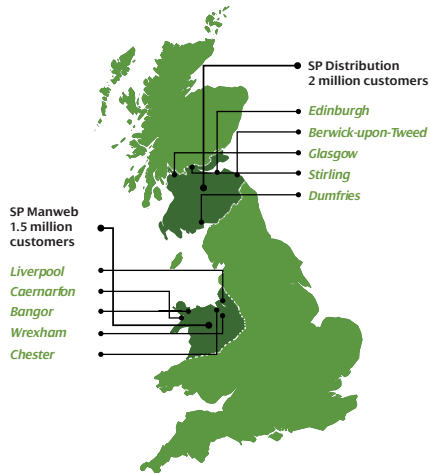 SP Distribution
2 million customers
Edinburgh
Berwick-upon-Tweed
Glasgow
Stirling
Dumfries
SP Manweb
1.5 million
customers
Liverpool
Caernarfon
Bangor
Wrexham
Chester